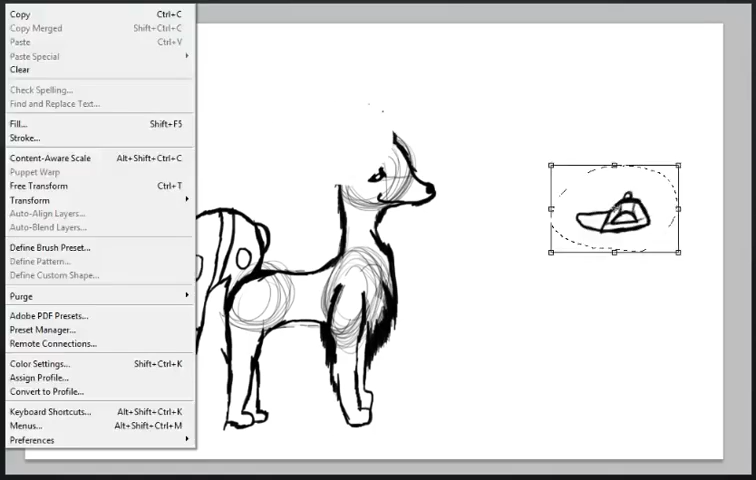 Copy Ctrl+C
Copy Merged Shift+Ctrl+C
Paste Ctrl+V
Paste Special
Clear
Check Spelling...
Find and Replace Text...
Fill... Shift+F5
Stroke...
Content-Aware Scale Alt+Shift+Ctrl+C
Puppet Warp
Free Transform Ctrl+T
Transform
Auto-Align Layers...
Auto-Blend Layers...
Define Brush Preset...
Define Pattern...
Define Custom Shape...
Purge
Adobe PDF Presets...
Preset Manager...
Remote Connections...
Color Settings... Shift+Ctrl+K
Assign Profile...
Convert to Profile...
Keyboard Shortcuts... Alt+Shift+Ctrl+K
Menus... Alt+Shift+Ctrl+M
Preferences